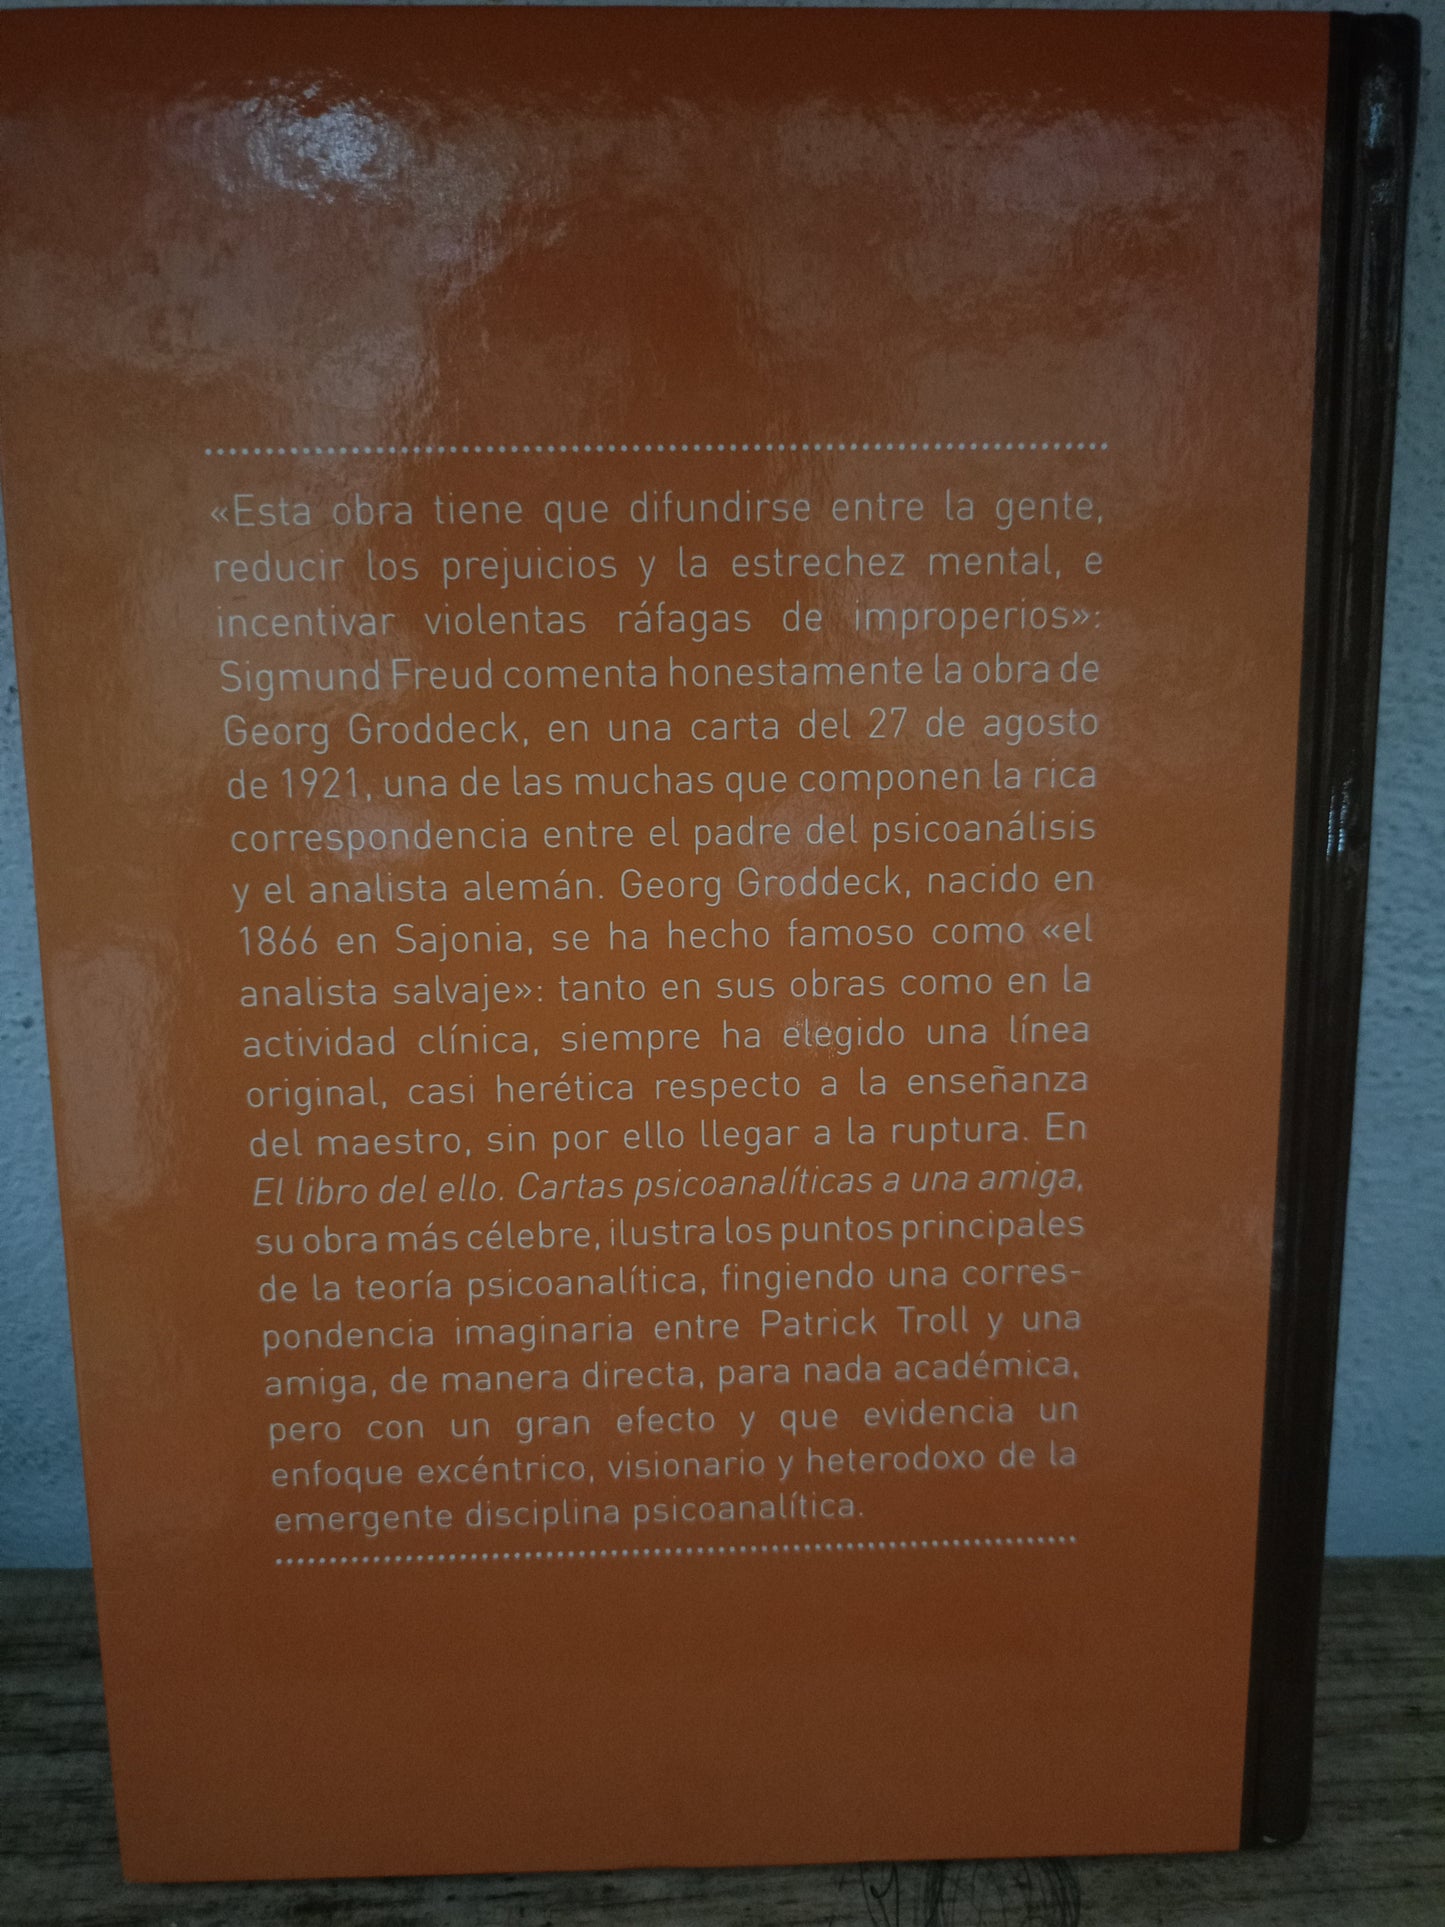 «Esta obra tiene que difundirse entre la gente,
reducir los prejuicios y la estrechez mental, e
incentivar violentas ráfagas de improperios»:
Sigmund Freud comenta honestamente la obra de
Georg Groddeck, en una carta del 27 de agosto
de 1921, una de las muchas que componen la rica
correspondencia entre el padre del psicoanálisis
y el analista alemán. Georg Groddeck, nacido en
1866 en Sajonia, se ha hecho famoso como «el
analista salvaje»: tanto en sus obras como en la
actividad clínica, siempre ha elegido una línea
original, casi herética respecto a la enseñanza
del maestro, sin por ello llegar a la ruptura. En
El libro del ello. Cartas psicoanalíticas a una amiga,
su obra más célebre, ilustra los puntos principales
de la teoría psicoanalítica, fingiendo una corres-
pondencia imaginaria entre Patrick Troll y una
amiga, de manera directa, para nada académica,
pero con un gran efecto y que evidencia un
enfoque excéntrico, visionario y heterodoxo de la
emergente disciplina psicoanalítica.